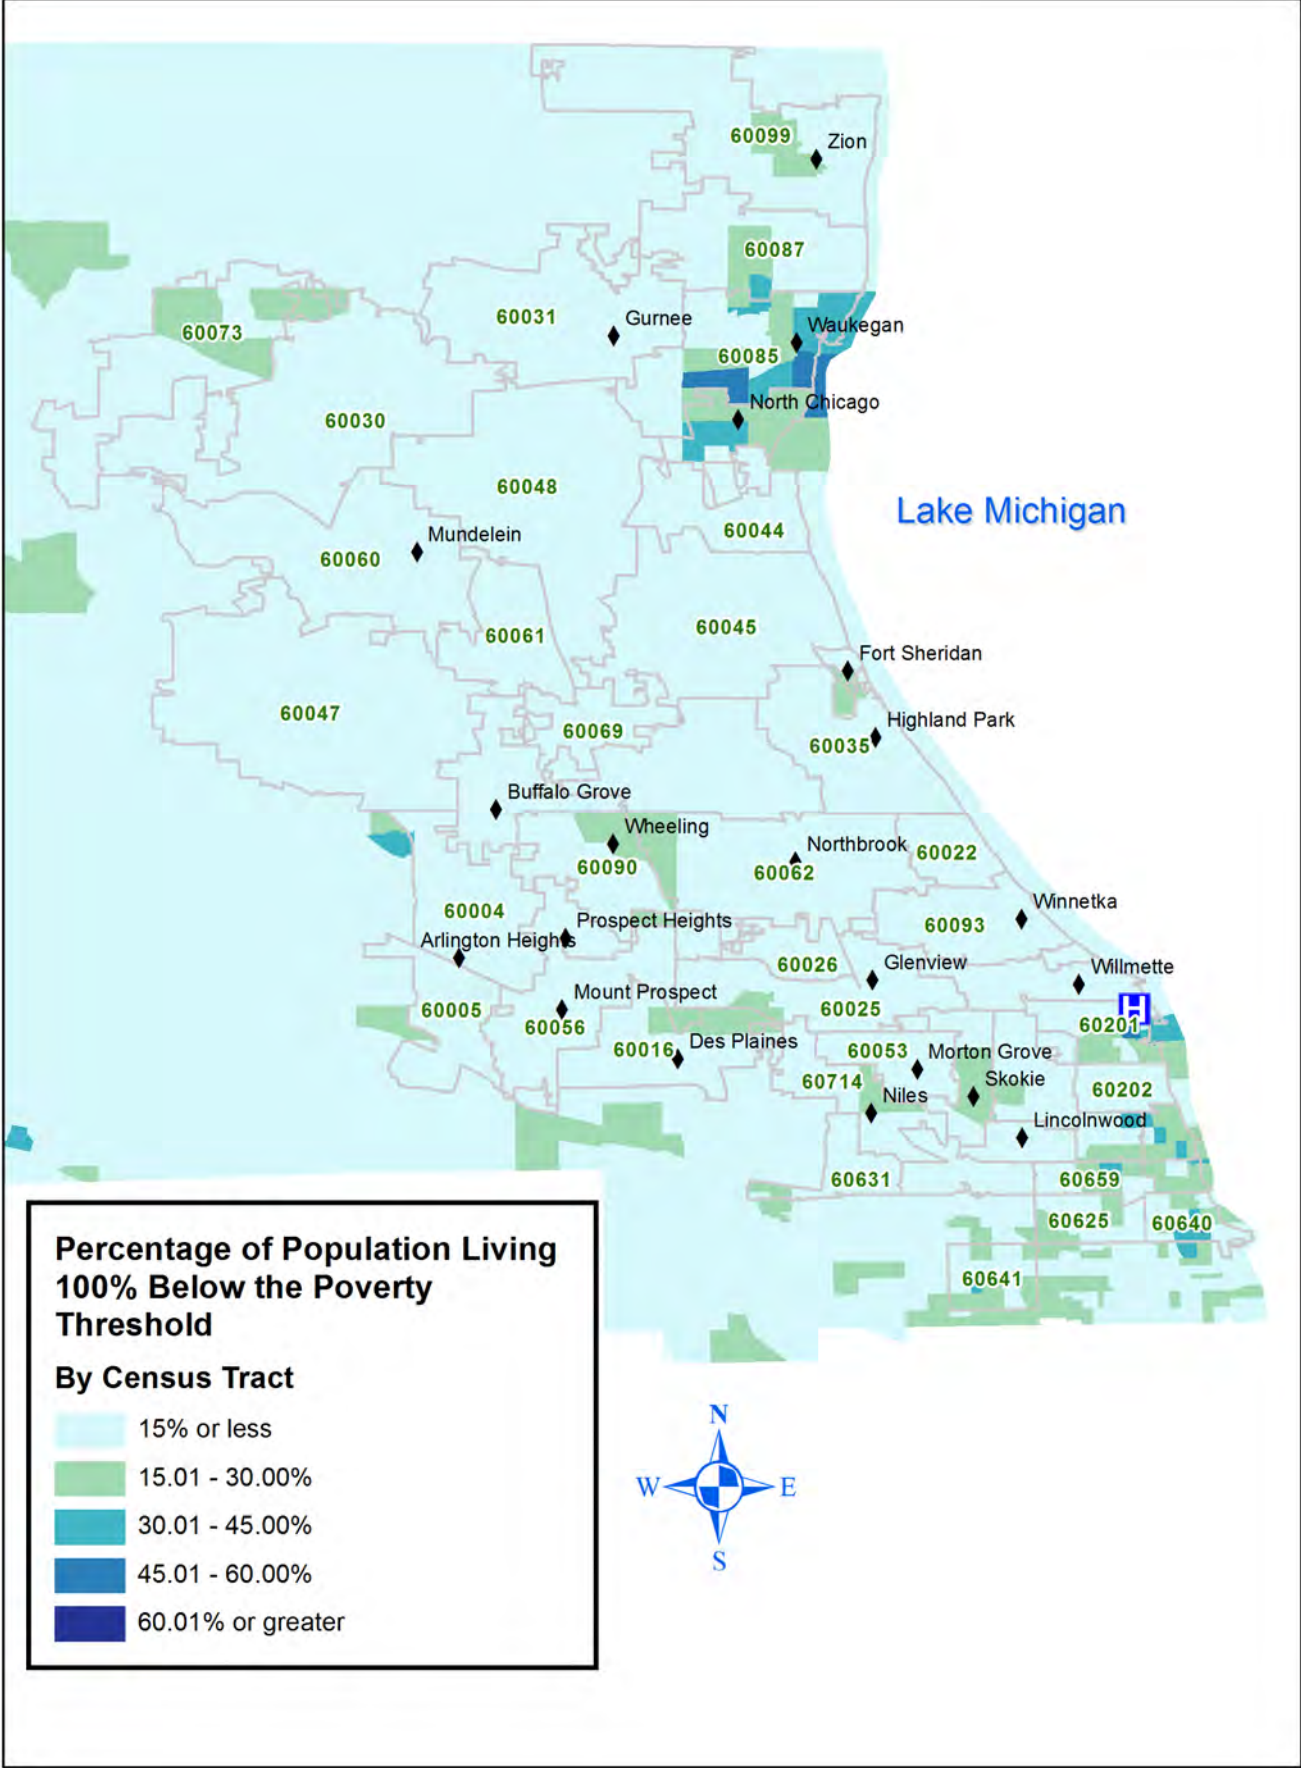 60099
Zion
60087
60031
Gurnee
Waukegan
60073
60085
North Chicago
60030
60048
Lake Michigan
60044
Mundelein
60060
60045
60061
Fort Sheridan
60047
Highland Park
60069
60035
Buffalo Grove
Wheeling
Northbrook
60022
60090
60062
Winnetka
60004
Prospect Heights
60093
Arlington Heights
60026
Glenview
Willmette
Mount Prospect
60005
60025
H
60056
60201
60016
Des Plaines
60053
Morton Grove
60714
Skokie
60202
Niles
Lincolnwood
60631
60659
60625
60640
60641
Percentage of Population Living
100% Below the Poverty
Threshold
By Census Tract
15% or less
15.01 - 30.00%
30.01 - 45.00%
45.01 - 60.00%
60.01% or greater
N
W
E
S